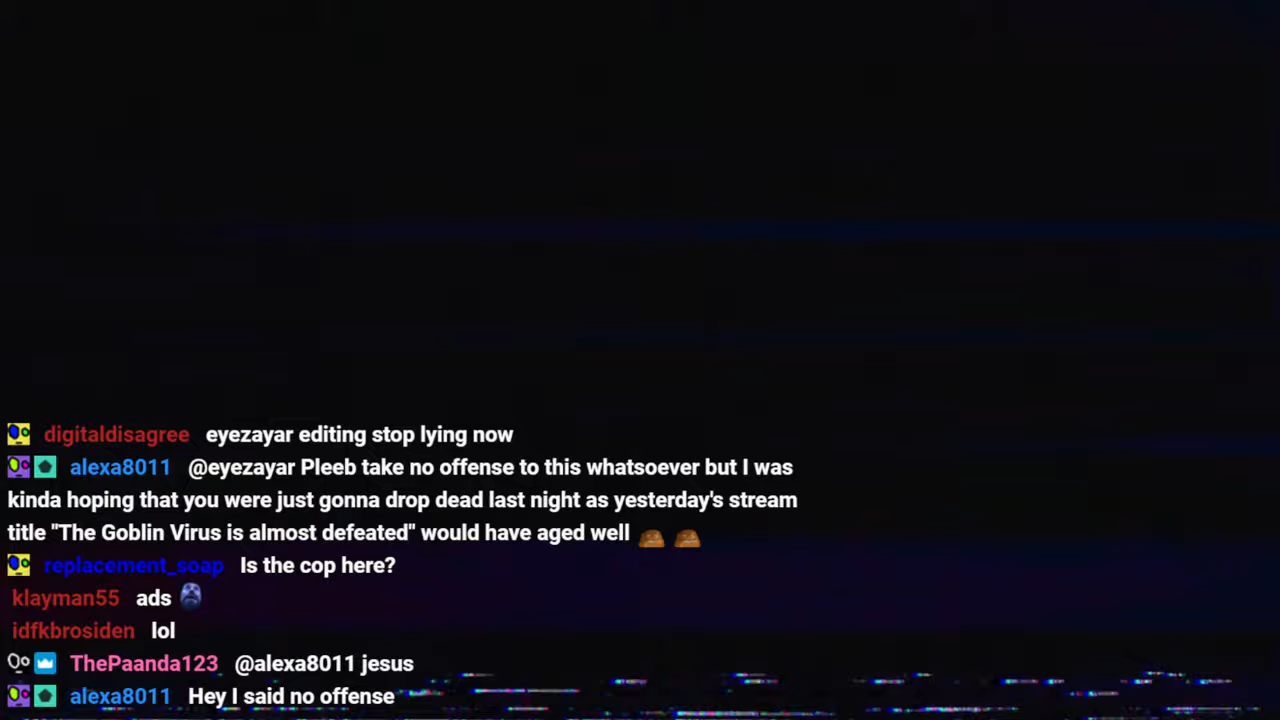 digitaldisagree eyezayar editing stop lying now
alexa8011 @eyezayar Pleeb take no offense to this whatsoever but I was
kinda hoping that you were just gonna drop dead last night as yesterday's stream
title "The Goblin Virus is almost defeated" would have aged well
replacement_soap Is the cop here?
klayman55 ads
idfkbrosiden lol
ThePaanda123 @alexa8011 jesus
alexa8011 Hey I said no offense